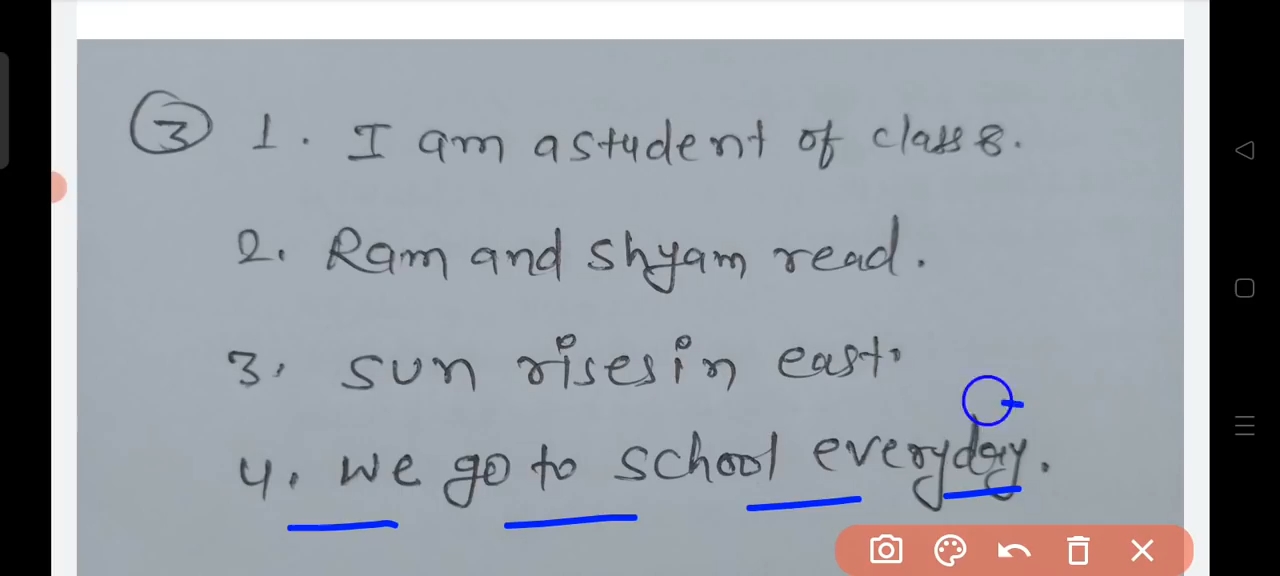 ③ 1. I am a student of class 8.
2. Ram and Shyam read.
3. Sun rises in east.
4. We go to school everyday.